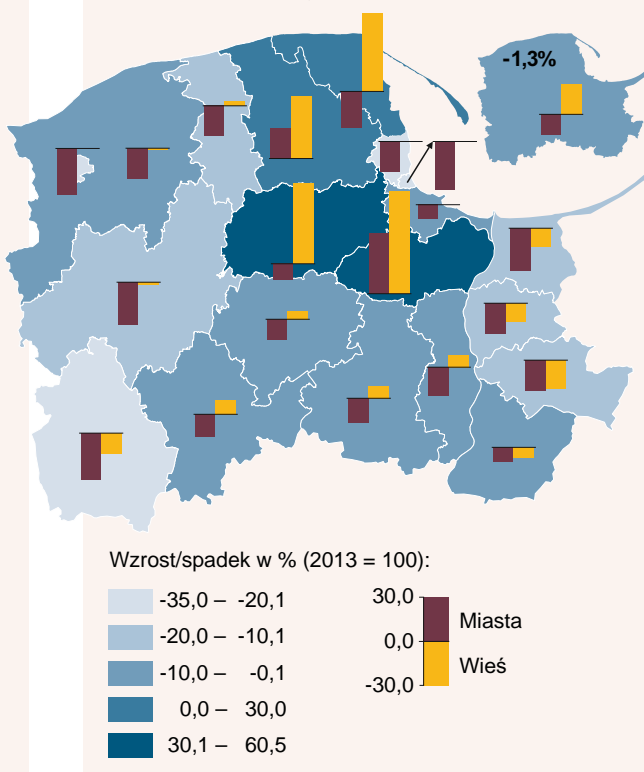 -1,3%
Wzrost/spadek w % (2013 = 100):
-35,0 – -20,1
-20,0 – -10,1
-10,0 – -0,1
0,0 – 30,0
30,1 – 60,5
30,0
Miasta
0,0
Wieś
-30,0